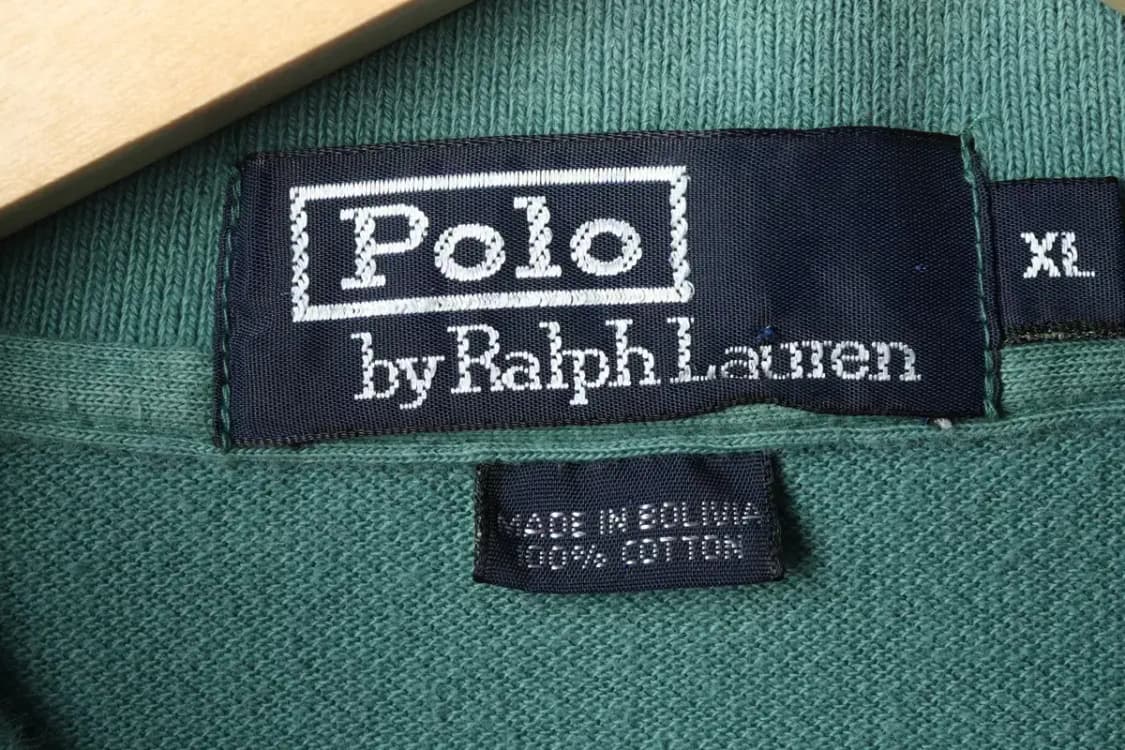 Polo
by Ralph Lauren
XL
MADE IN BOLIVIA
100% COTTON